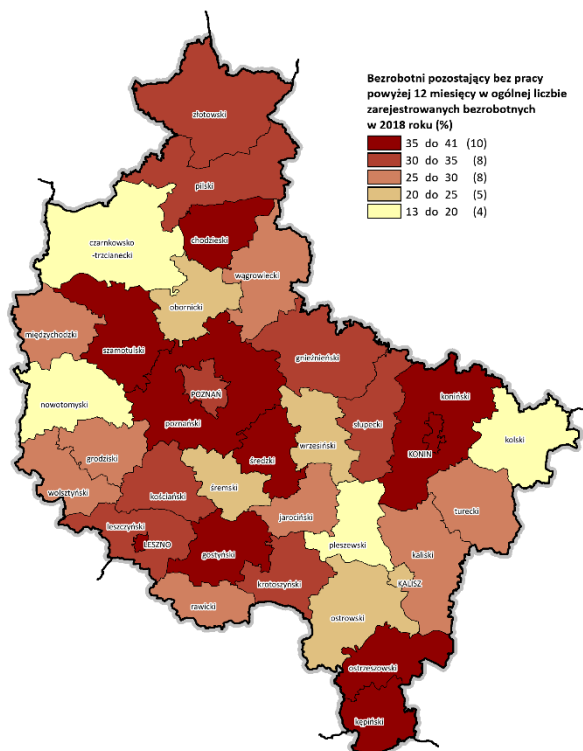 Bezrobotni pozostający bez pracy
powyżej 12 miesięcy w ogólnej liczbie
zarejestrowanych bezrobotnych
w 2018 roku (%)
35 do 41 (10)
30 do 35 (8)
25 do 30 (8)
20 do 25 (5)
13 do 20 (4)
złotowski
pilski
chodzieski
czarnkowsko
-trzcianecki
wągrowiecki
obornicki
międzychodzki
szamotulski
gnieźnieński
POZNAŃ
koniński
nowotomyski
poznański
słupecki
kolski
wrzesiński
KONIN
średzki
grodziski
śremski
wolsztyński
kościański
turecki
jarociński
leszczyński
LESZNO
pleszewski
kaliski
gostyński
KALISZ
krotoszyński
rawicki
ostrowski
ostrzeszowski
kępiński